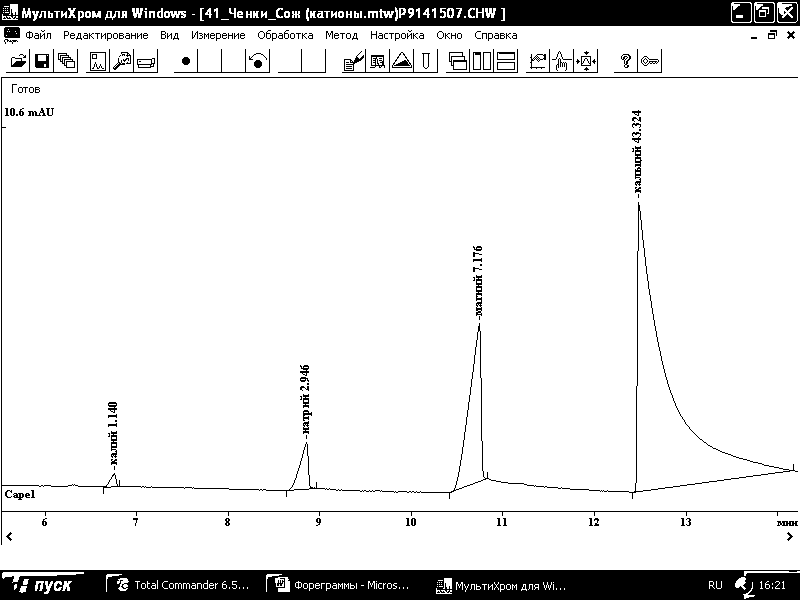 МультиХром для Windows - [41_Ченки_Сож (катионы.mtw)P9141507.CHW ]
Файл Редактирование Вид Измерение Обработка Метод Настройка Окно Справка
Готов
10.6 mAU
калий 1.140
натрий 2.946
магний 7.176
кальций 43.324
Cape1
6 7 8 9 10 11 12 13 мин
пуск Total Commander 6.5... Фореграммы - Micros... МультиХром для Wi... RU 16:21